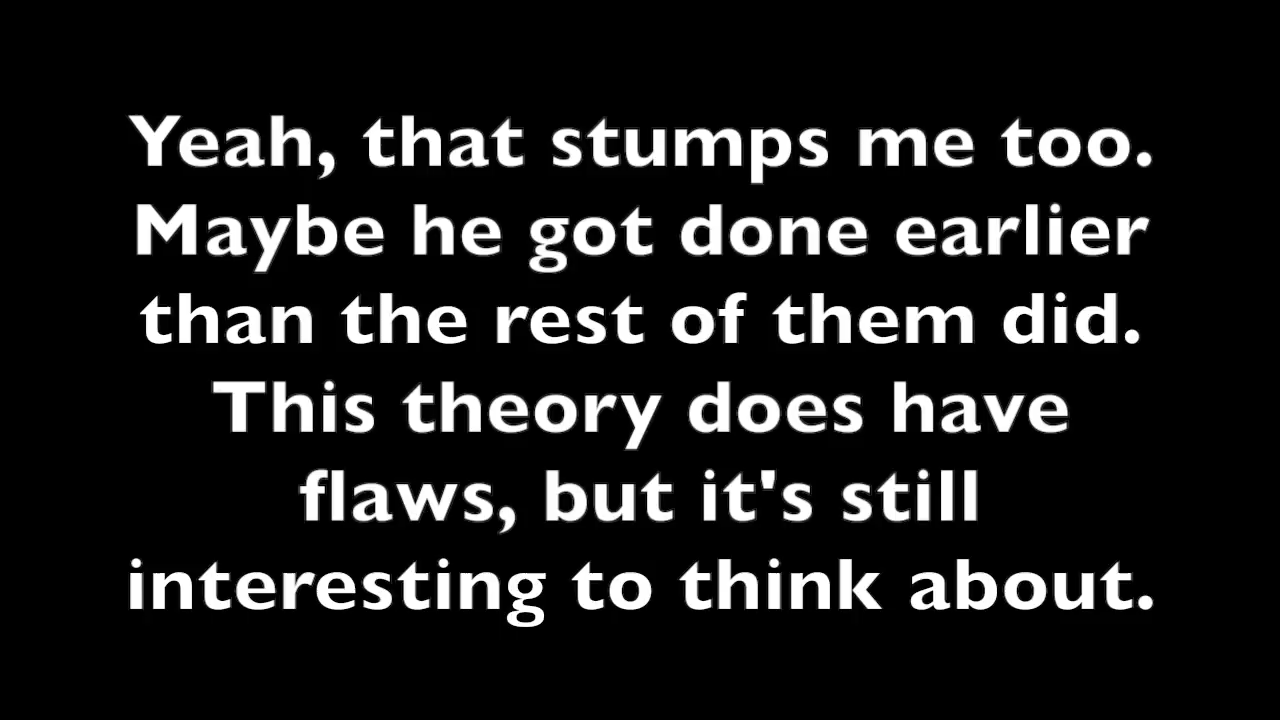 Yeah, that stumps me too.
Maybe he got done earlier
than the rest of them did.
This theory does have
flaws, but it's still
interesting to think about.